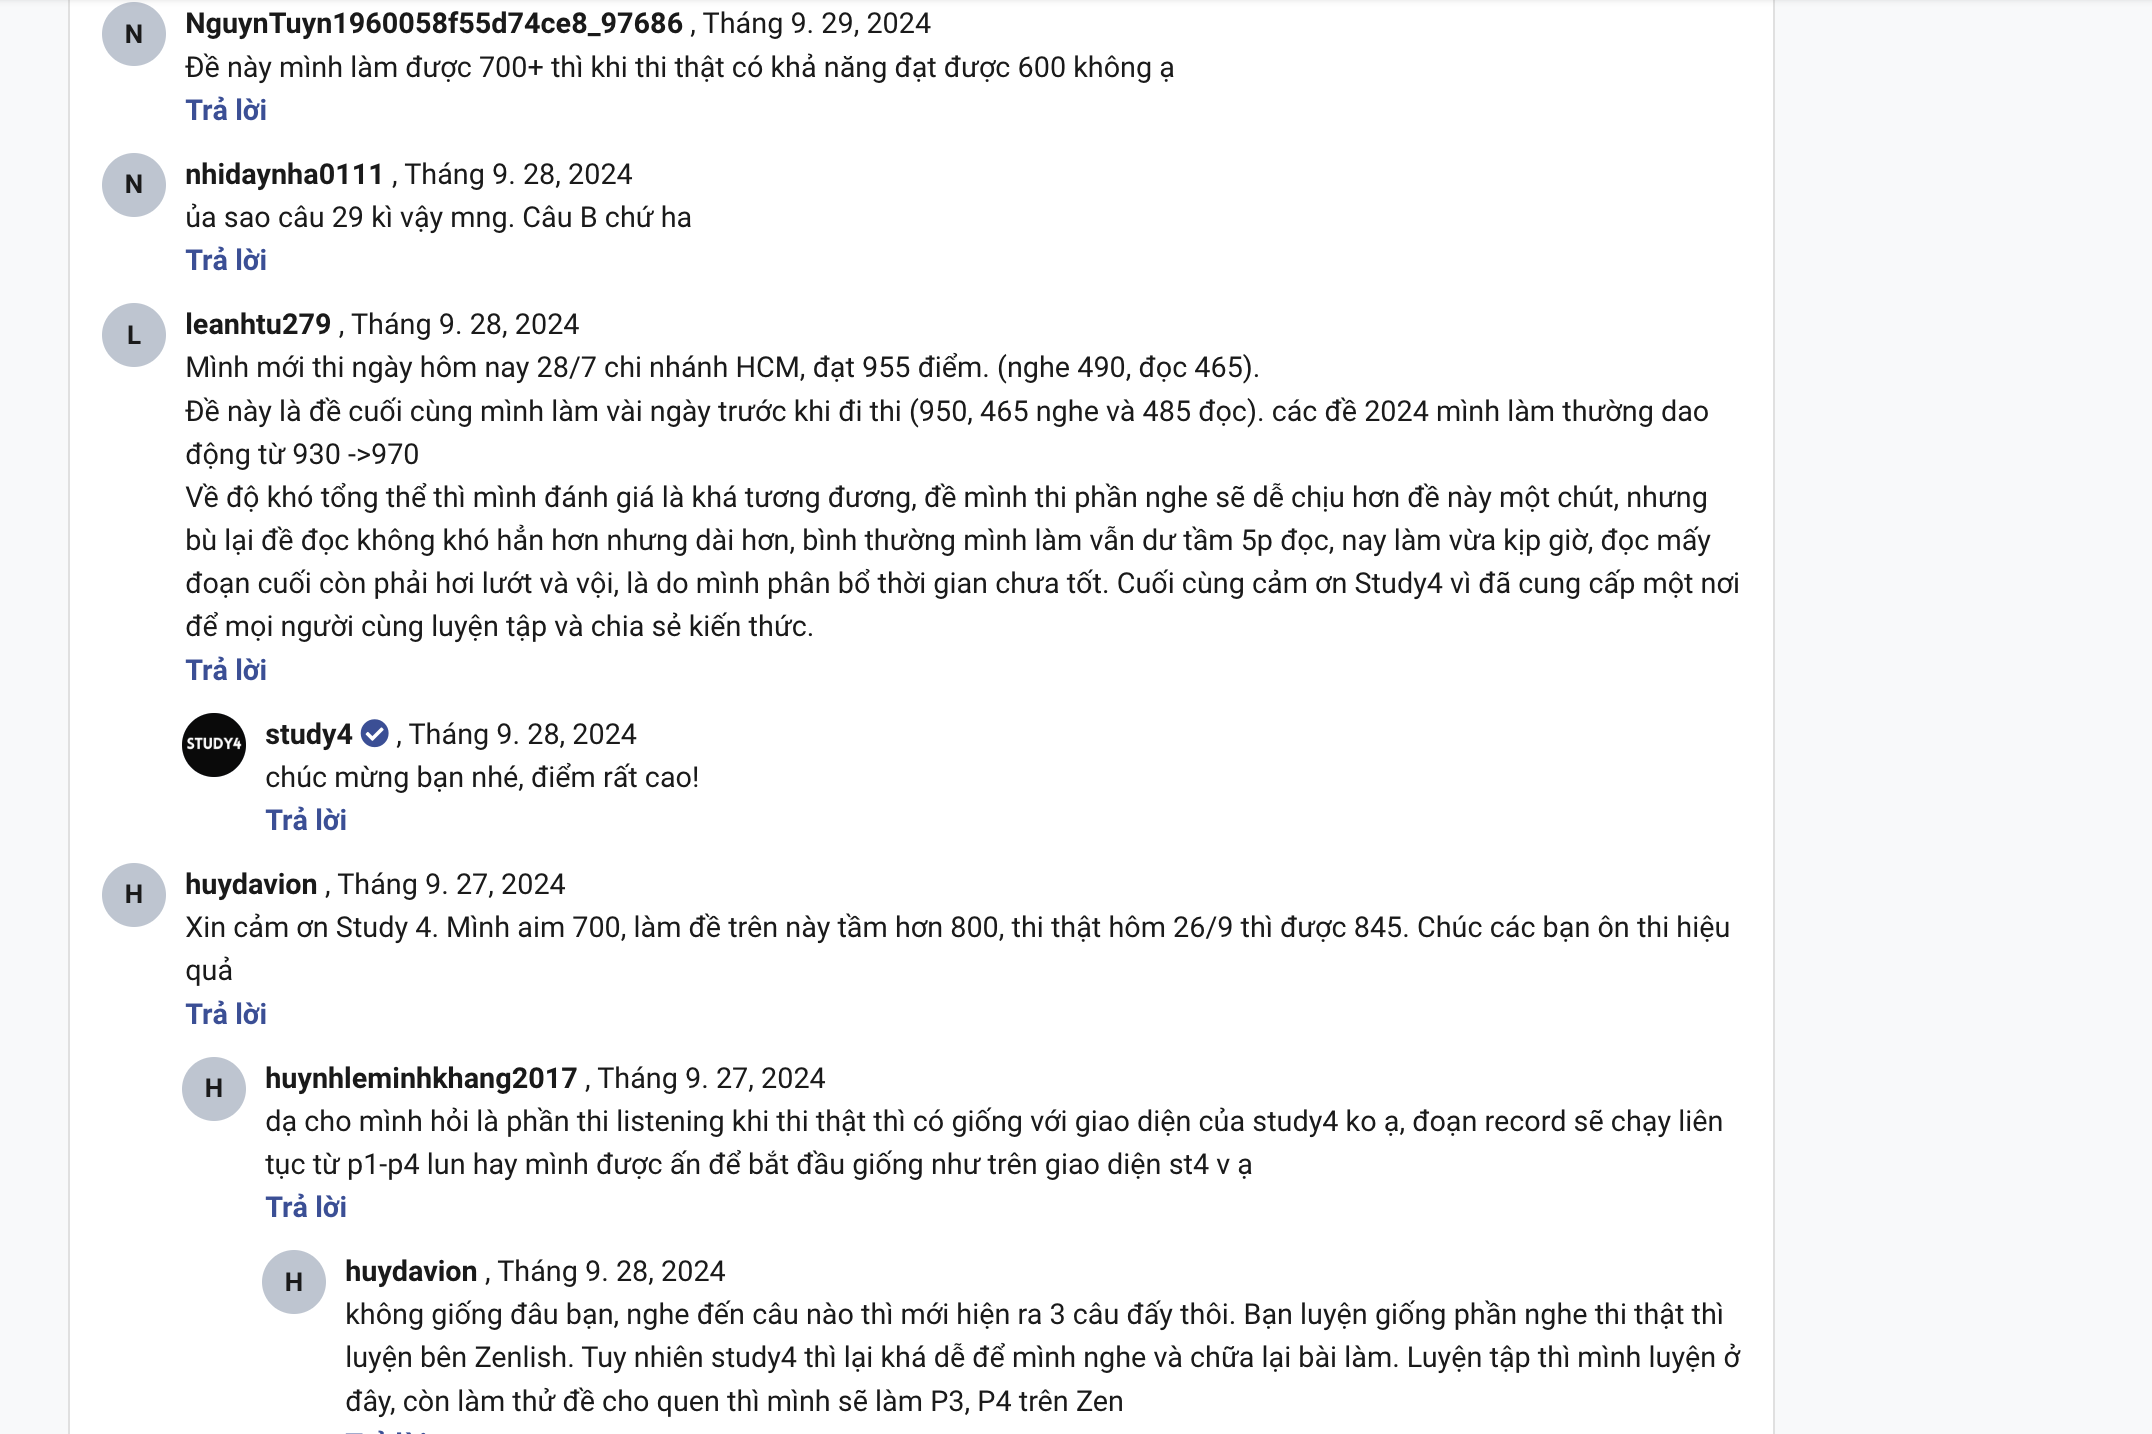 N
NguynTuyn1960058f55d74ce8_97686 , Tháng 9. 29, 2024
Đề này mình làm được 700+ thì khi thi thật có khả năng đạt được 600 không ạ
Trả lời
N
nhidaynha0111 , Tháng 9. 28, 2024
ủa sao câu 29 kì vậy mng. Câu B chứ ha
Trả lời
L
leanhtu279 , Tháng 9. 28, 2024
Mình mới thi ngày hôm nay 28/7 chi nhánh HCM, đạt 955 điểm. (nghe 490, đọc 465).
Đề này là đề cuối cùng mình làm vài ngày trước khi đi thi (950, 465 nghe và 485 đọc). các đề 2024 mình làm thường dao
động từ 930 ->970
Về độ khó tổng thể thì mình đánh giá là khá tương đương, đề mình thi phần nghe sẽ dễ chịu hơn đề này một chút, nhưng
bù lại đề đọc không khó hẳn hơn nhưng dài hơn, bình thường mình làm vẫn dư tầm 5p đọc, nay làm vừa kịp giờ, đọc mấy
đoạn cuối còn phải hơi lướt và vội, là do mình phân bổ thời gian chưa tốt. Cuối cùng cảm ơn Study4 vì đã cung cấp một nơi
để mọi người cùng luyện tập và chia sẻ kiến thức.
Trả lời
STUDY4
study4 , Tháng 9. 28, 2024
chúc mừng bạn nhé, điểm rất cao!
Trả lời
H
huydavion , Tháng 9. 27, 2024
Xin cảm ơn Study 4. Mình aim 700, làm đề trên này tầm hơn 800, thi thật hôm 26/9 thì được 845. Chúc các bạn ôn thi hiệu
quả
Trả lời
H
huynhleminhkhang2017 , Tháng 9. 27, 2024
dạ cho mình hỏi là phần thi listening khi thi thật thì có giống với giao diện của study4 ko ạ, đoạn record sẽ chạy liên
tục từ p1-p4 lun hay mình được ấn để bắt đầu giống như trên giao diện st4 v ạ
Trả lời
H
huydavion , Tháng 9. 28, 2024
không giống đâu bạn, nghe đến câu nào thì mới hiện ra 3 câu đấy thôi. Bạn luyện giống phần nghe thi thật thì
luyện bên Zenlish. Tuy nhiên study4 thì lại khá dễ để mình nghe và chữa lại bài làm. Luyện tập thì mình luyện ở
đây, còn làm thử đề cho quen thì mình sẽ làm P3, P4 trên Zen